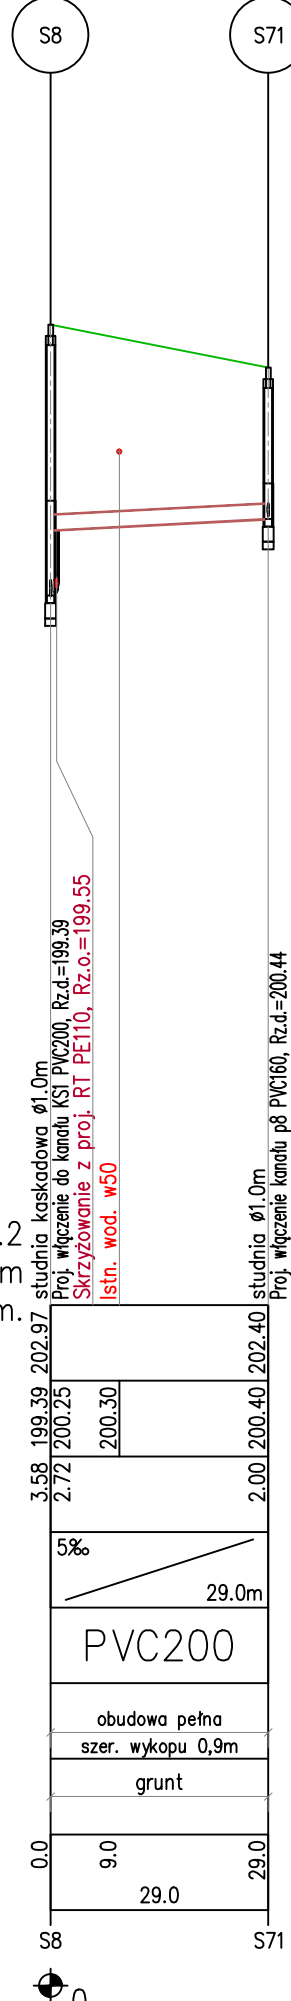 S8
S71
studnia kaskadowa ø1.0m
Proj. włączenie do kanału KS1 PVC200, Rz.d.=199.39
Skrzyżowanie z proj. RT PE110, Rz.o.=199.55
Istn. wod. w50
studnia ø1.0m
Proj. włączenie kanału p8 PVC160, Rz.d.=200.44
.2
m
m.
202.97
202.40
199.39
200.25
200.30
200.40
3.58
2.72
2.00
5‰
29.0m
PVC200
obudowa pełna
szer. wykopu 0,9m
grunt
0.0
9.0
29.0
29.0
S8
S71
0